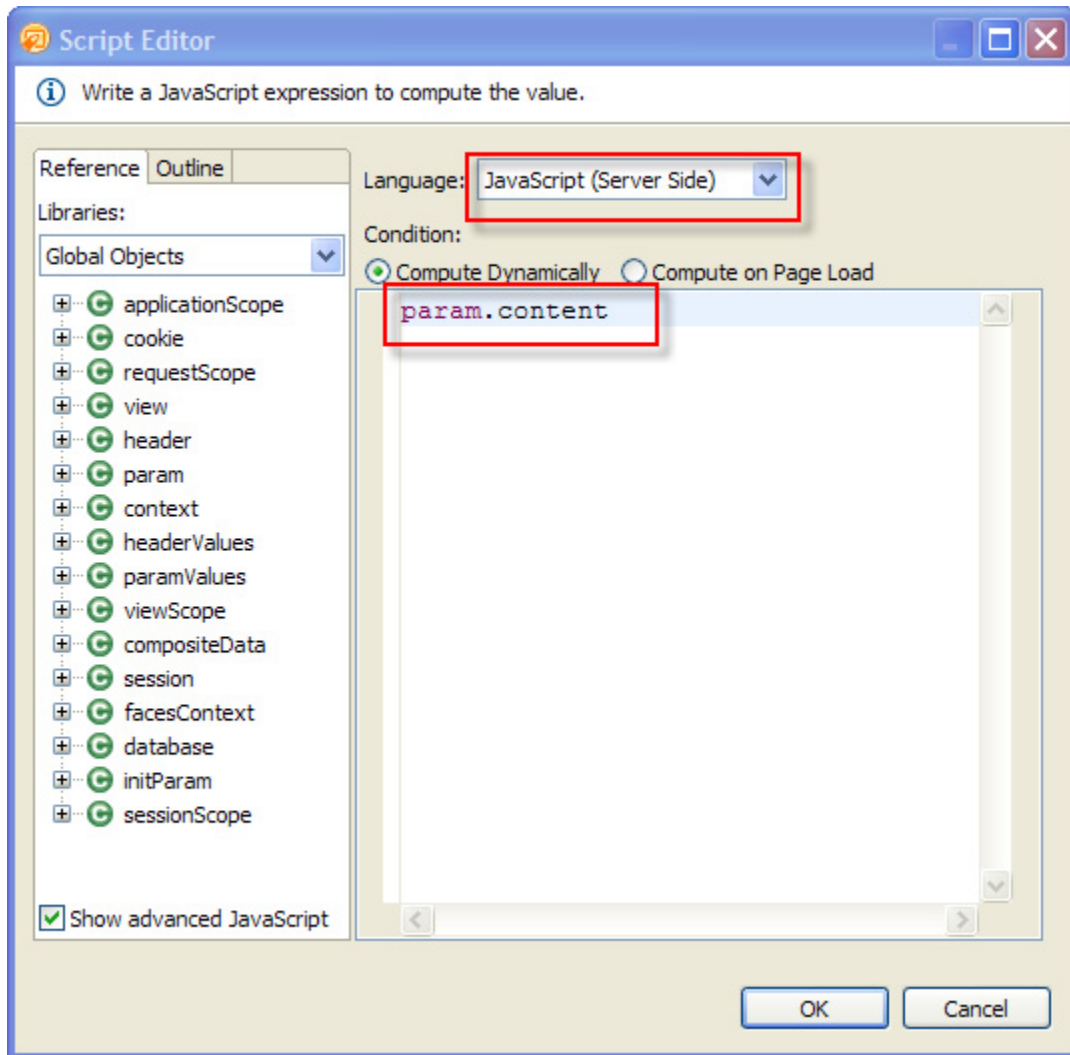 Script Editor
Write a JavaScript expression to compute the value.
Reference Outline
Libraries:
Global Objects
applicationScope
cookie
requestScope
view
header
param
context
headerValues
paramValues
viewScope
compositeData
session
facesContext
database
initParam
sessionScope
Show advanced JavaScript
Language: JavaScript (Server Side)
Condition:
Compute Dynamically Compute on Page Load
param.content
OK Cancel